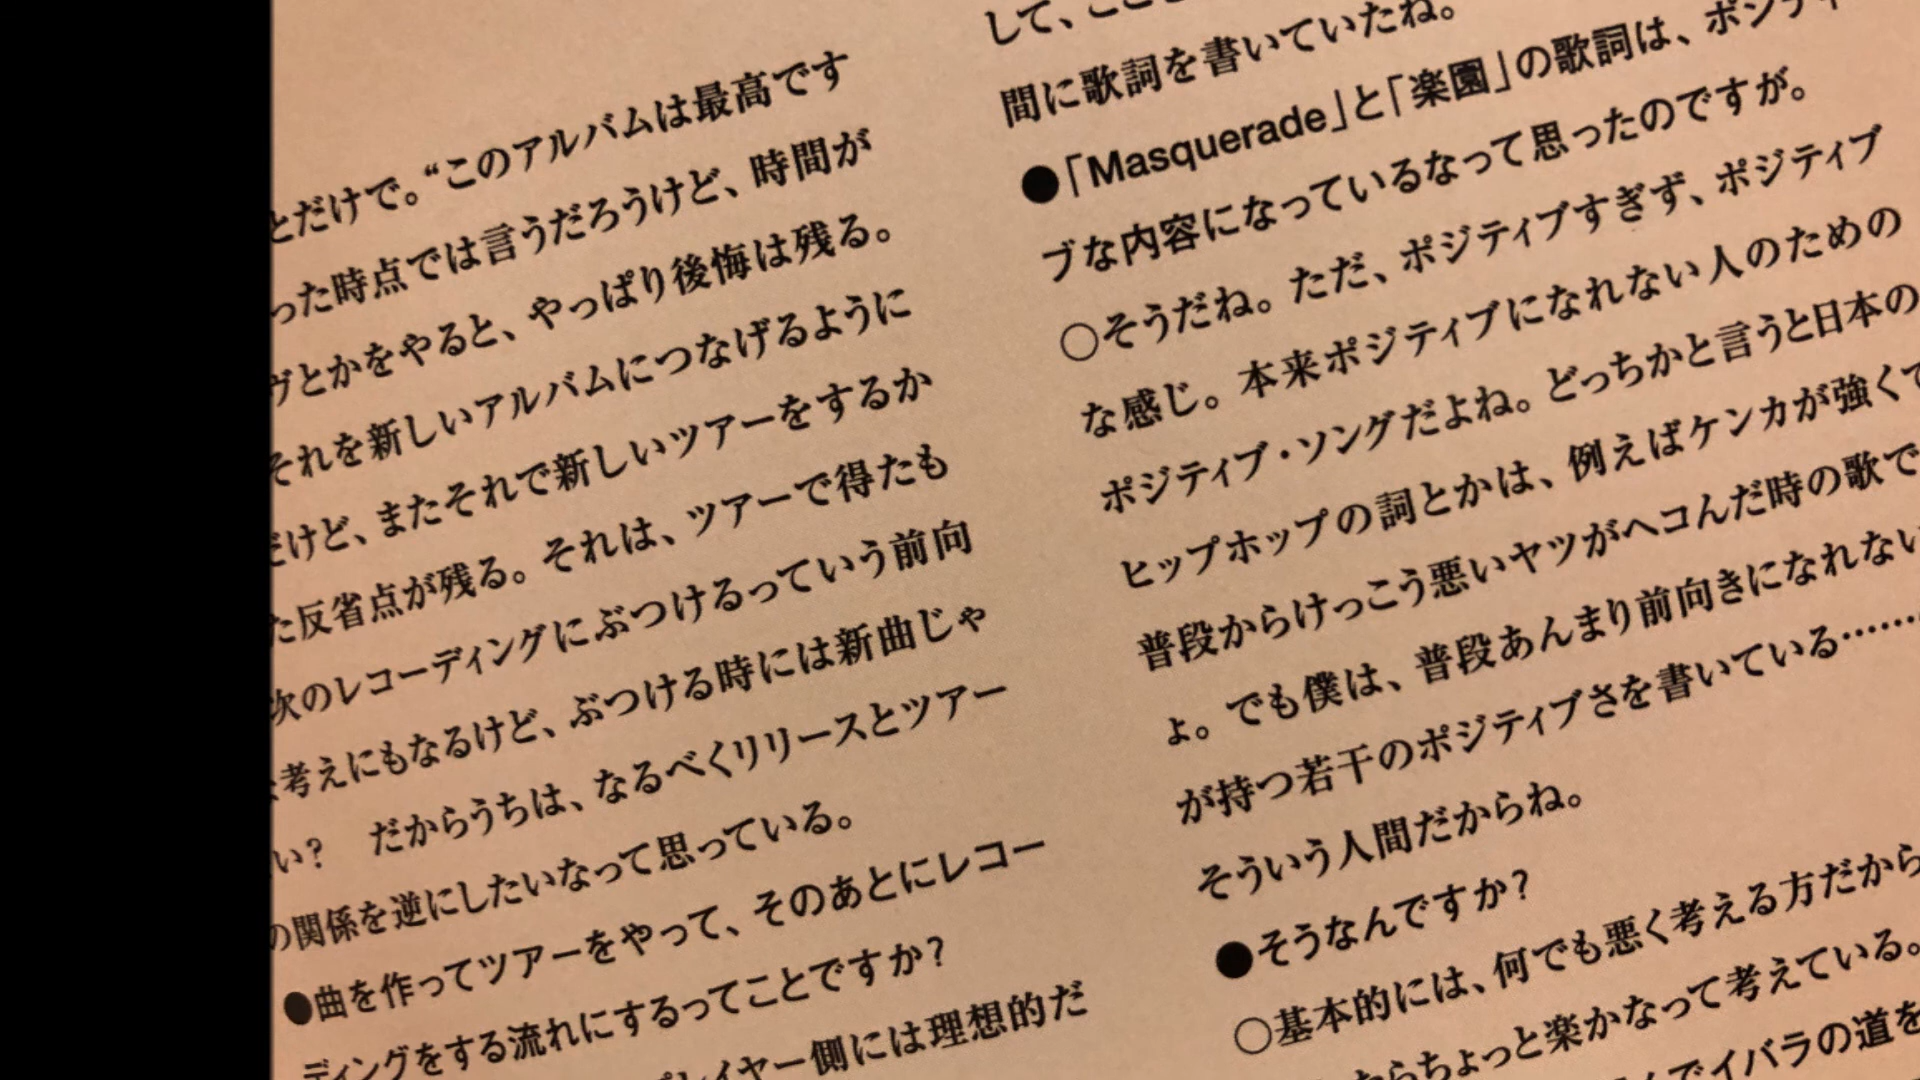 とだけで。“このアルバムは最高です
った時点では言うだろうけど、時間が
ヴとかをやると、やっぱり後悔は残る。
それを新しいアルバムにつなげるように
だけど、またそれで新しいツアーをするか
た反省点が残る。それは、ツアーで得たも
次のレコーディングにぶつけるっていう前向
考えにもなるけど、ぶつける時には新曲じゃ
い？　だからうちは、なるべくリリースとツアー
の関係を逆にしたいなって思っている。
●曲を作ってツアーをやって、そのあとにレコー
ディングをする流れにするってことですか？
プレイヤー側には理想的だ
して、ここ
間に歌詞を書いていたね。
●「Masquerade」と「楽園」の歌詞は、ポジティ
ブな内容になっているなって思ったのですが。
○そうだね。ただ、ポジティブすぎず、ポジティブ
な感じ。本来ポジティブになれない人のための
ポジティブ・ソングだよね。どっちかと言うと日本の
ヒップホップの詞とかは、例えばケンカが強くて
普段からけっこう悪いヤツがヘコんだ時の歌で
ょ。でも僕は、普段あんまり前向きになれない
が持つ若干のポジティブさを書いている……
そういう人間だからね。
●そうなんですか？
○基本的には、何でも悪く考える方だから
たらちょっと楽かなって考えている。
でイバラの道を